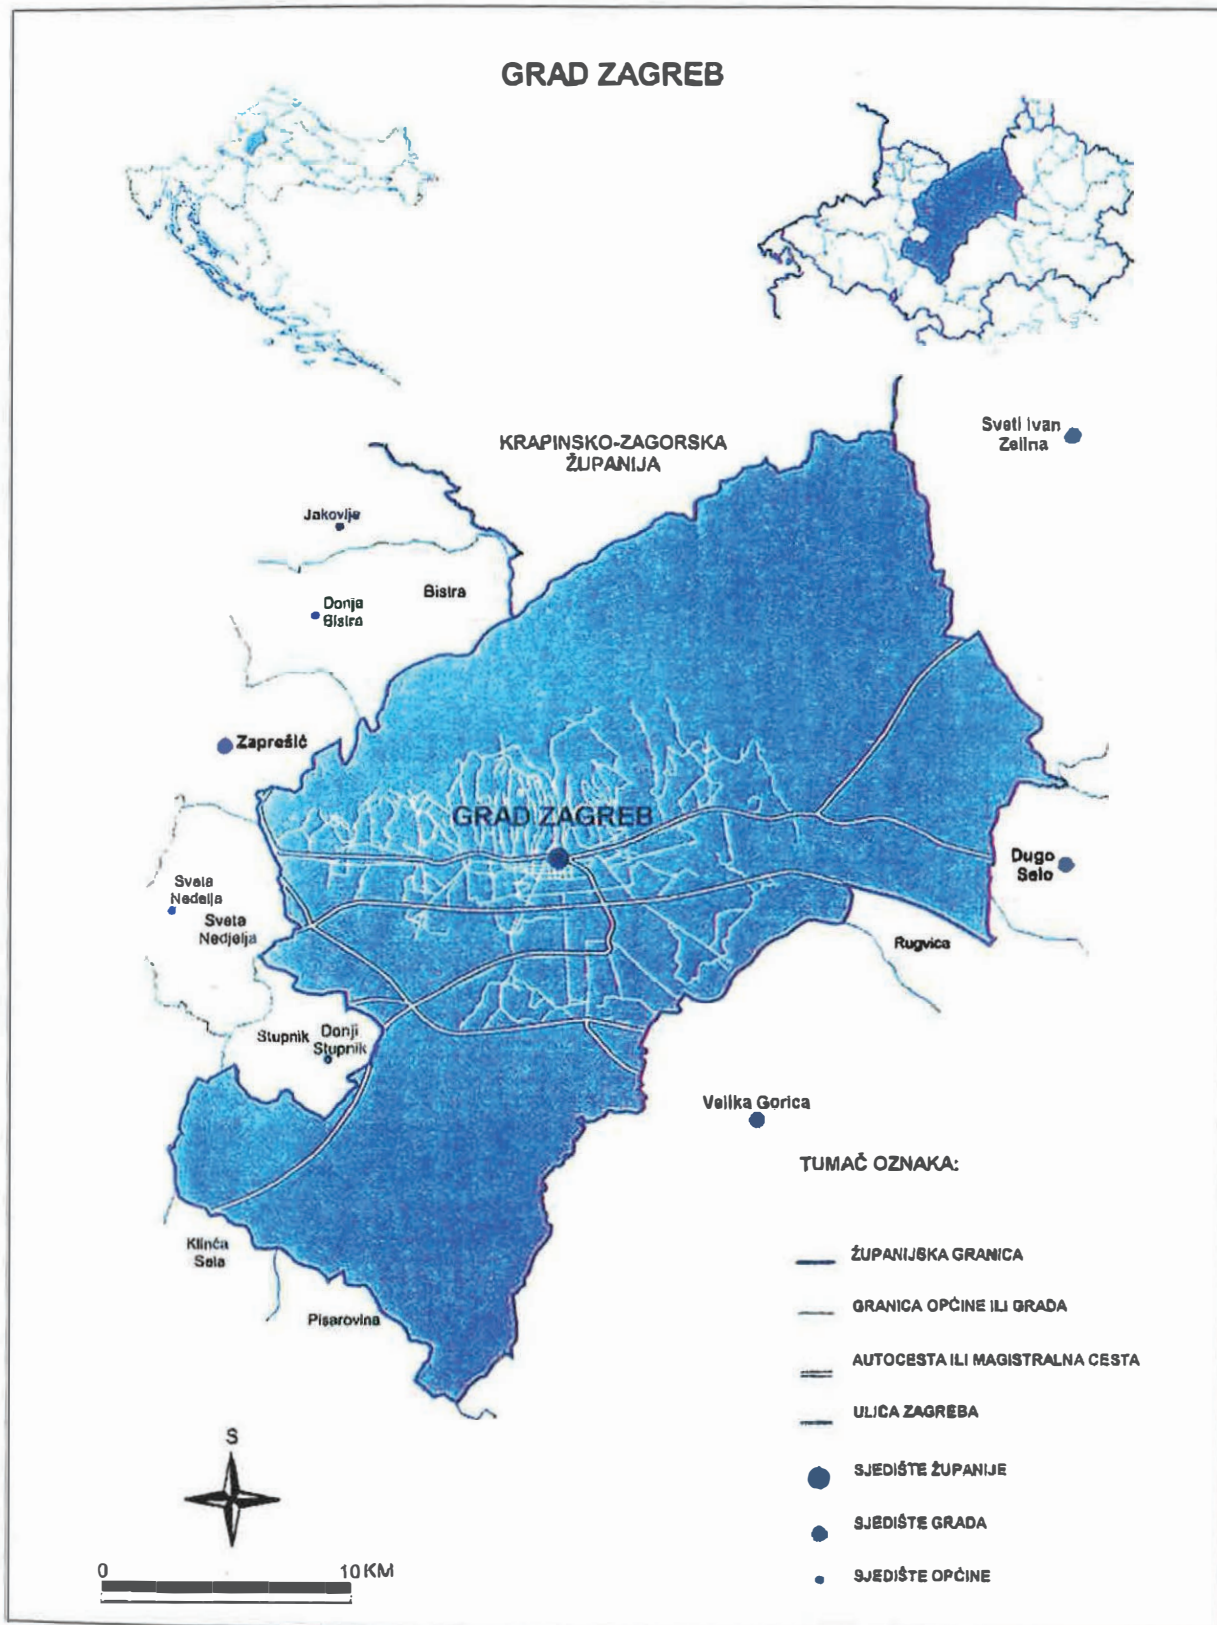 GRAD ZAGREB
KRAPINSKO-ZAGORSKA
ŽUPANIJA
Sveti Ivan
Zelina
Jakovlje
Bistra
Donja
Bistra
Zaprešić
GRAD ZAGREB
Dugo
Selo
Sveta
Nedelja
Sveta
Nedjelja
Rugvica
Stupnik
Donji
Stupnik
Velika Gorica
Klinča
Sela
Pisarovina
TUMAČ OZNAKA:
ŽUPANIJSKA GRANICA
GRANICA OPĆINE ILI GRADA
AUTOCESTA ILI MAGISTRALNA CESTA
ULICA ZAGREBA
SJEDIŠTE ŽUPANIJE
SJEDIŠTE GRADA
SJEDIŠTE OPĆINE
S
0 10 KM